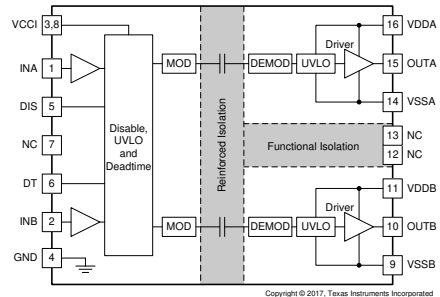 VCCI 3,8
INA 1
DIS 5
NC 7
DT 6
INB 2
GND 4
Disable,
UVLO
and
Deadtime
MOD
MOD
Reinforced Isolation
DEMOD
UVLO
Driver
16 VDDA
15 OUTA
14 VSSA
Functional Isolation
13 NC
12 NC
DEMOD
UVLO
Driver
11 VDDB
10 OUTB
9 VSSB
Copyright © 2017, Texas Instruments Incorporated